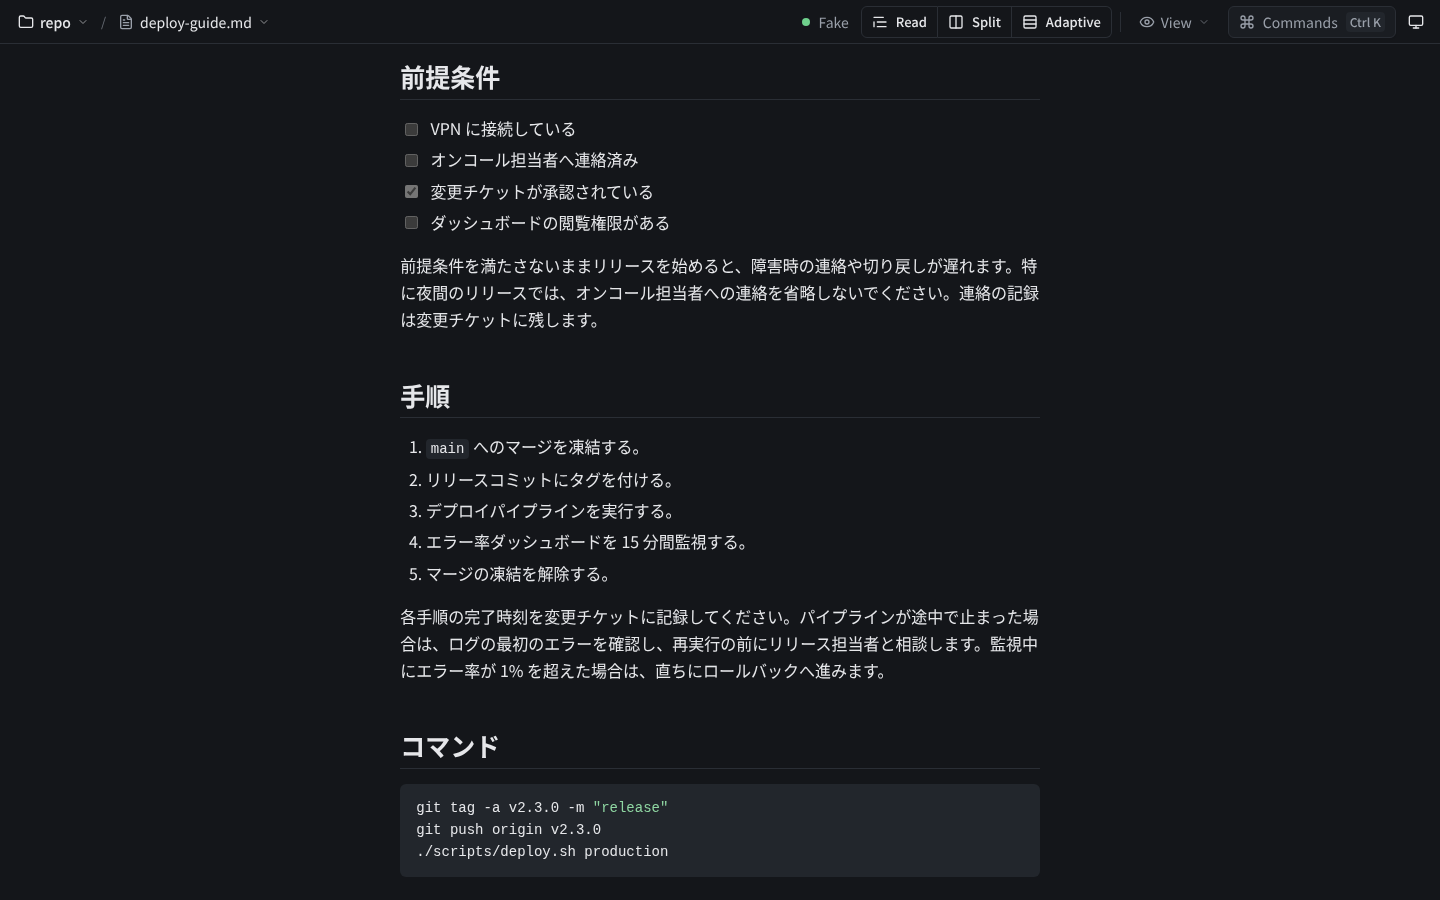 repo / deploy-guide.md
Fake
Read
Split
Adaptive
View
Commands Ctrl K
前提条件
VPN に接続している
オンコール担当者へ連絡済み
変更チケットが承認されている
ダッシュボードの閲覧権限がある
前提条件を満たさないままリリースを始めると、障害時の連絡や切り戻しが遅れます。特
に夜間のリリースでは、オンコール担当者への連絡を省略しないでください。連絡の記録
は変更チケットに残します。
手順
1. main へのマージを凍結する。
2. リリースコミットにタグを付ける。
3. デプロイパイプラインを実行する。
4. エラー率ダッシュボードを 15 分間監視する。
5. マージの凍結を解除する。
各手順の完了時刻を変更チケットに記録してください。パイプラインが途中で止まった場
合は、ログの最初のエラーを確認し、再実行の前にリリース担当者と相談します。監視中
にエラー率が 1% を超えた場合は、直ちにロールバックへ進みます。
コマンド
git tag -a v2.3.0 -m "release"
git push origin v2.3.0
./scripts/deploy.sh production